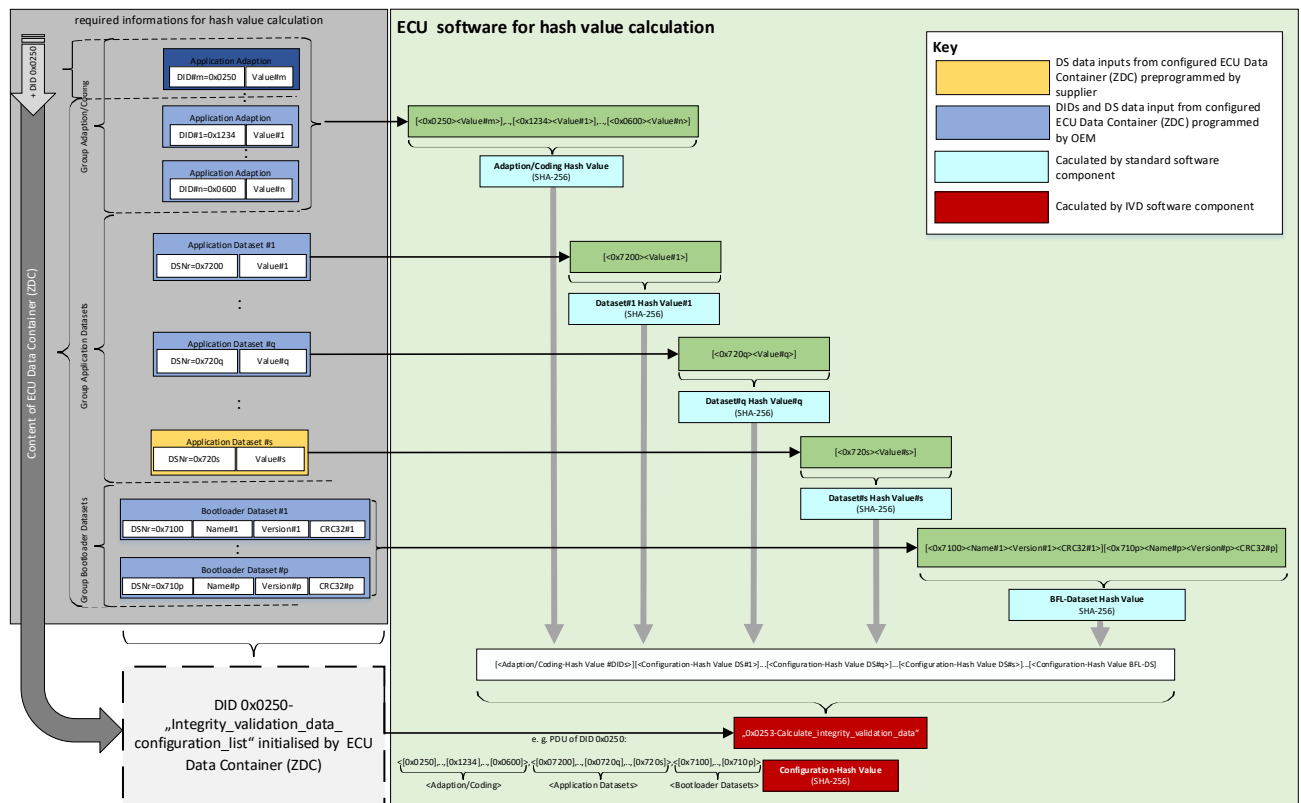 required informations for hash value calculation
+ DID 0x0250
Content of ECU Data Container (ZDC)
Group Adaption/Coding
Application Adaption
DID#m=0x0250 Value#m
:
Application Adaption
DID#1=0x1234 Value#1
:
Application Adaption
DID#n=0x0600 Value#n
Group Application Datasets
Application Dataset #1
DSNr=0x7200 Value#1
:
Application Dataset #q
DSNr=0x720q Value#q
:
Application Dataset #s
DSNr=0x720s Value#s
Group Bootloader Datasets
Bootloader Dataset #1
DSNr=0x7100 Name#1 Version#1 CRC32#1
:
Bootloader Dataset #p
DSNr=0x710p Name#p Version#p CRC32#p
DID 0x0250-
„Integrity_validation_data_
configuration_list“ initialised by ECU
Data Container (ZDC)
ECU software for hash value calculation
Key
DS data inputs from configured ECU Data
Container (ZDC) preprogrammed by
supplier
DIDs and DS data input from configured
ECU Data Container (ZDC) programmed
by OEM
Caculated by standard software
component
Caculated by IVD software component
[<0x0250><Value#m>],..,[<0x1234><Value#1>],..,[<0x0600><Value#n>]
Adaption/Coding Hash Value
(SHA-256)
[<0x7200><Value#1>]
Dataset#1 Hash Value#1
(SHA-256)
[<0x720q><Value#q>]
Dataset#q Hash Value#q
(SHA-256)
[<0x720s><Value#s>]
Dataset#s Hash Value#s
(SHA-256)
[<0x7100><Name#1><Version#1><CRC32#1>][<0x710p><Name#p><Version#p><CRC32#p]
BFL-Dataset Hash Value
SHA-256)
[<Adaption/Coding-Hash Value #DIDs>][<Configuration-Hash Value DS#1>]...[<Configuration-Hash Value DS#q>]...[<Configuration-Hash Value DS#s>]...[<Configuration-Hash Value BFL-DS]
„0x0253-Calculate_integrity_validation_data“
e. g. PDU of DID 0x0250:
<[0x0250],..,[0x1234],..,[0x0600]>,<[0x07200],..,[0x0720q],..,[0x720s]>,<[0x7100],..,[0x710p]>
<Adaption/Coding> <Application Datasets> <Bootloader Datasets>
Configuration-Hash Value
(SHA-256)